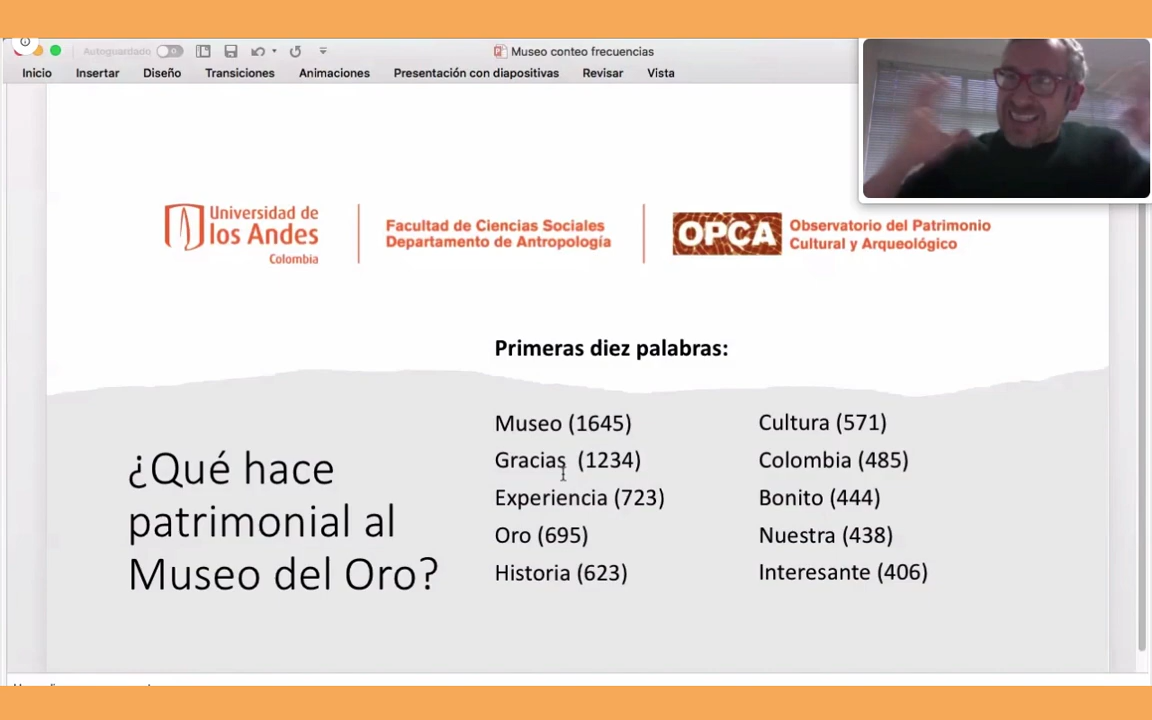 Autoguardado
Museo conteo frecuencias
Inicio Insertar Diseño Transiciones Animaciones Presentación con diapositivas Revisar Vista
Universidad de
los Andes
Colombia
Facultad de Ciencias Sociales
Departamento de Antropología
OPCA
Observatorio del Patrimonio
Cultural y Arqueológico
Primeras diez palabras:
¿Qué hace
patrimonial al
Museo del Oro?
Museo (1645)
Gracias (1234)
Experiencia (723)
Oro (695)
Historia (623)
Cultura (571)
Colombia (485)
Bonito (444)
Nuestra (438)
Interesante (406)